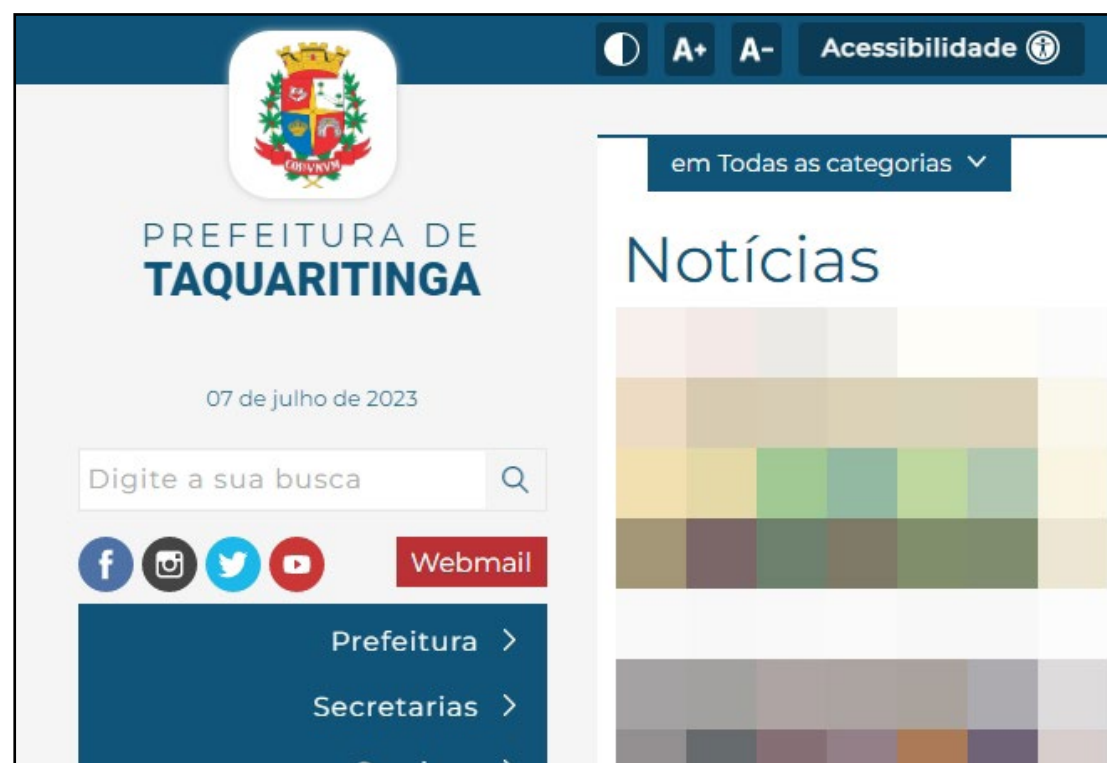 A+ A- Acessibilidade
em Todas as categorias
PREFEITURA DE
TAQUARITINGA
Notícias
07 de julho de 2023
Digite a sua busca
Webmail
Prefeitura
Secretarias